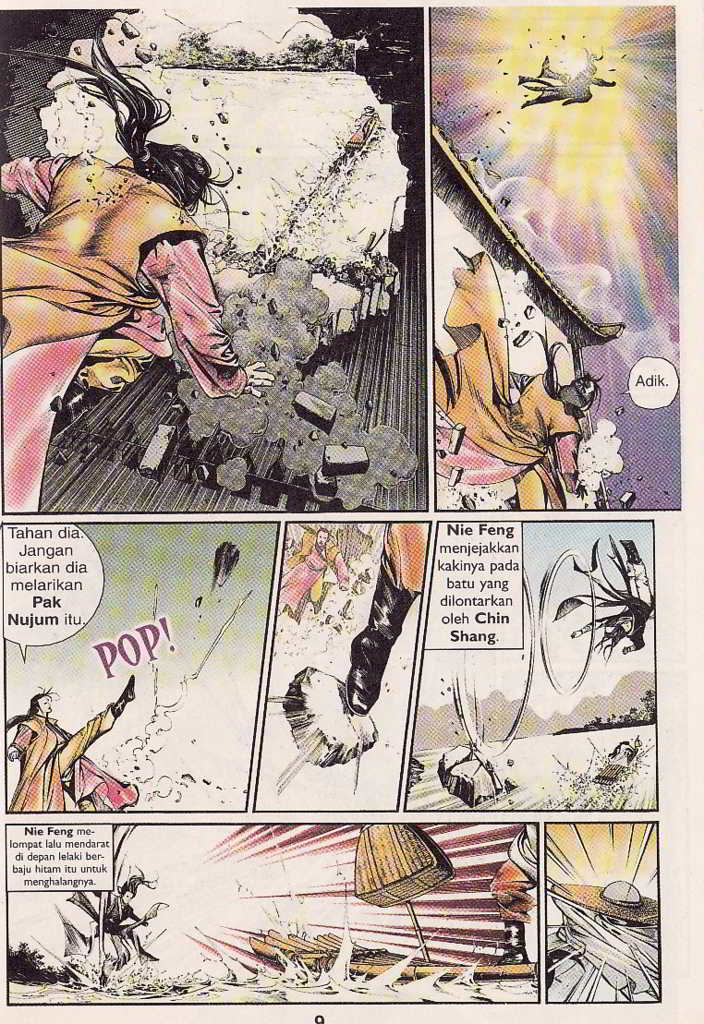 Adik.
Tahan dia.
Jangan
biarkan dia
melarikan
Pak
Nujum itu.
POP!
Nie Feng
menjejakkan
kakinya pada
batu yang
dilontarkan
oleh Chin
Shang.
Nie Feng me-
lompat lalu mendarat
di depan lelaki ber-
baju hitam itu untuk
menghalangnya.
9